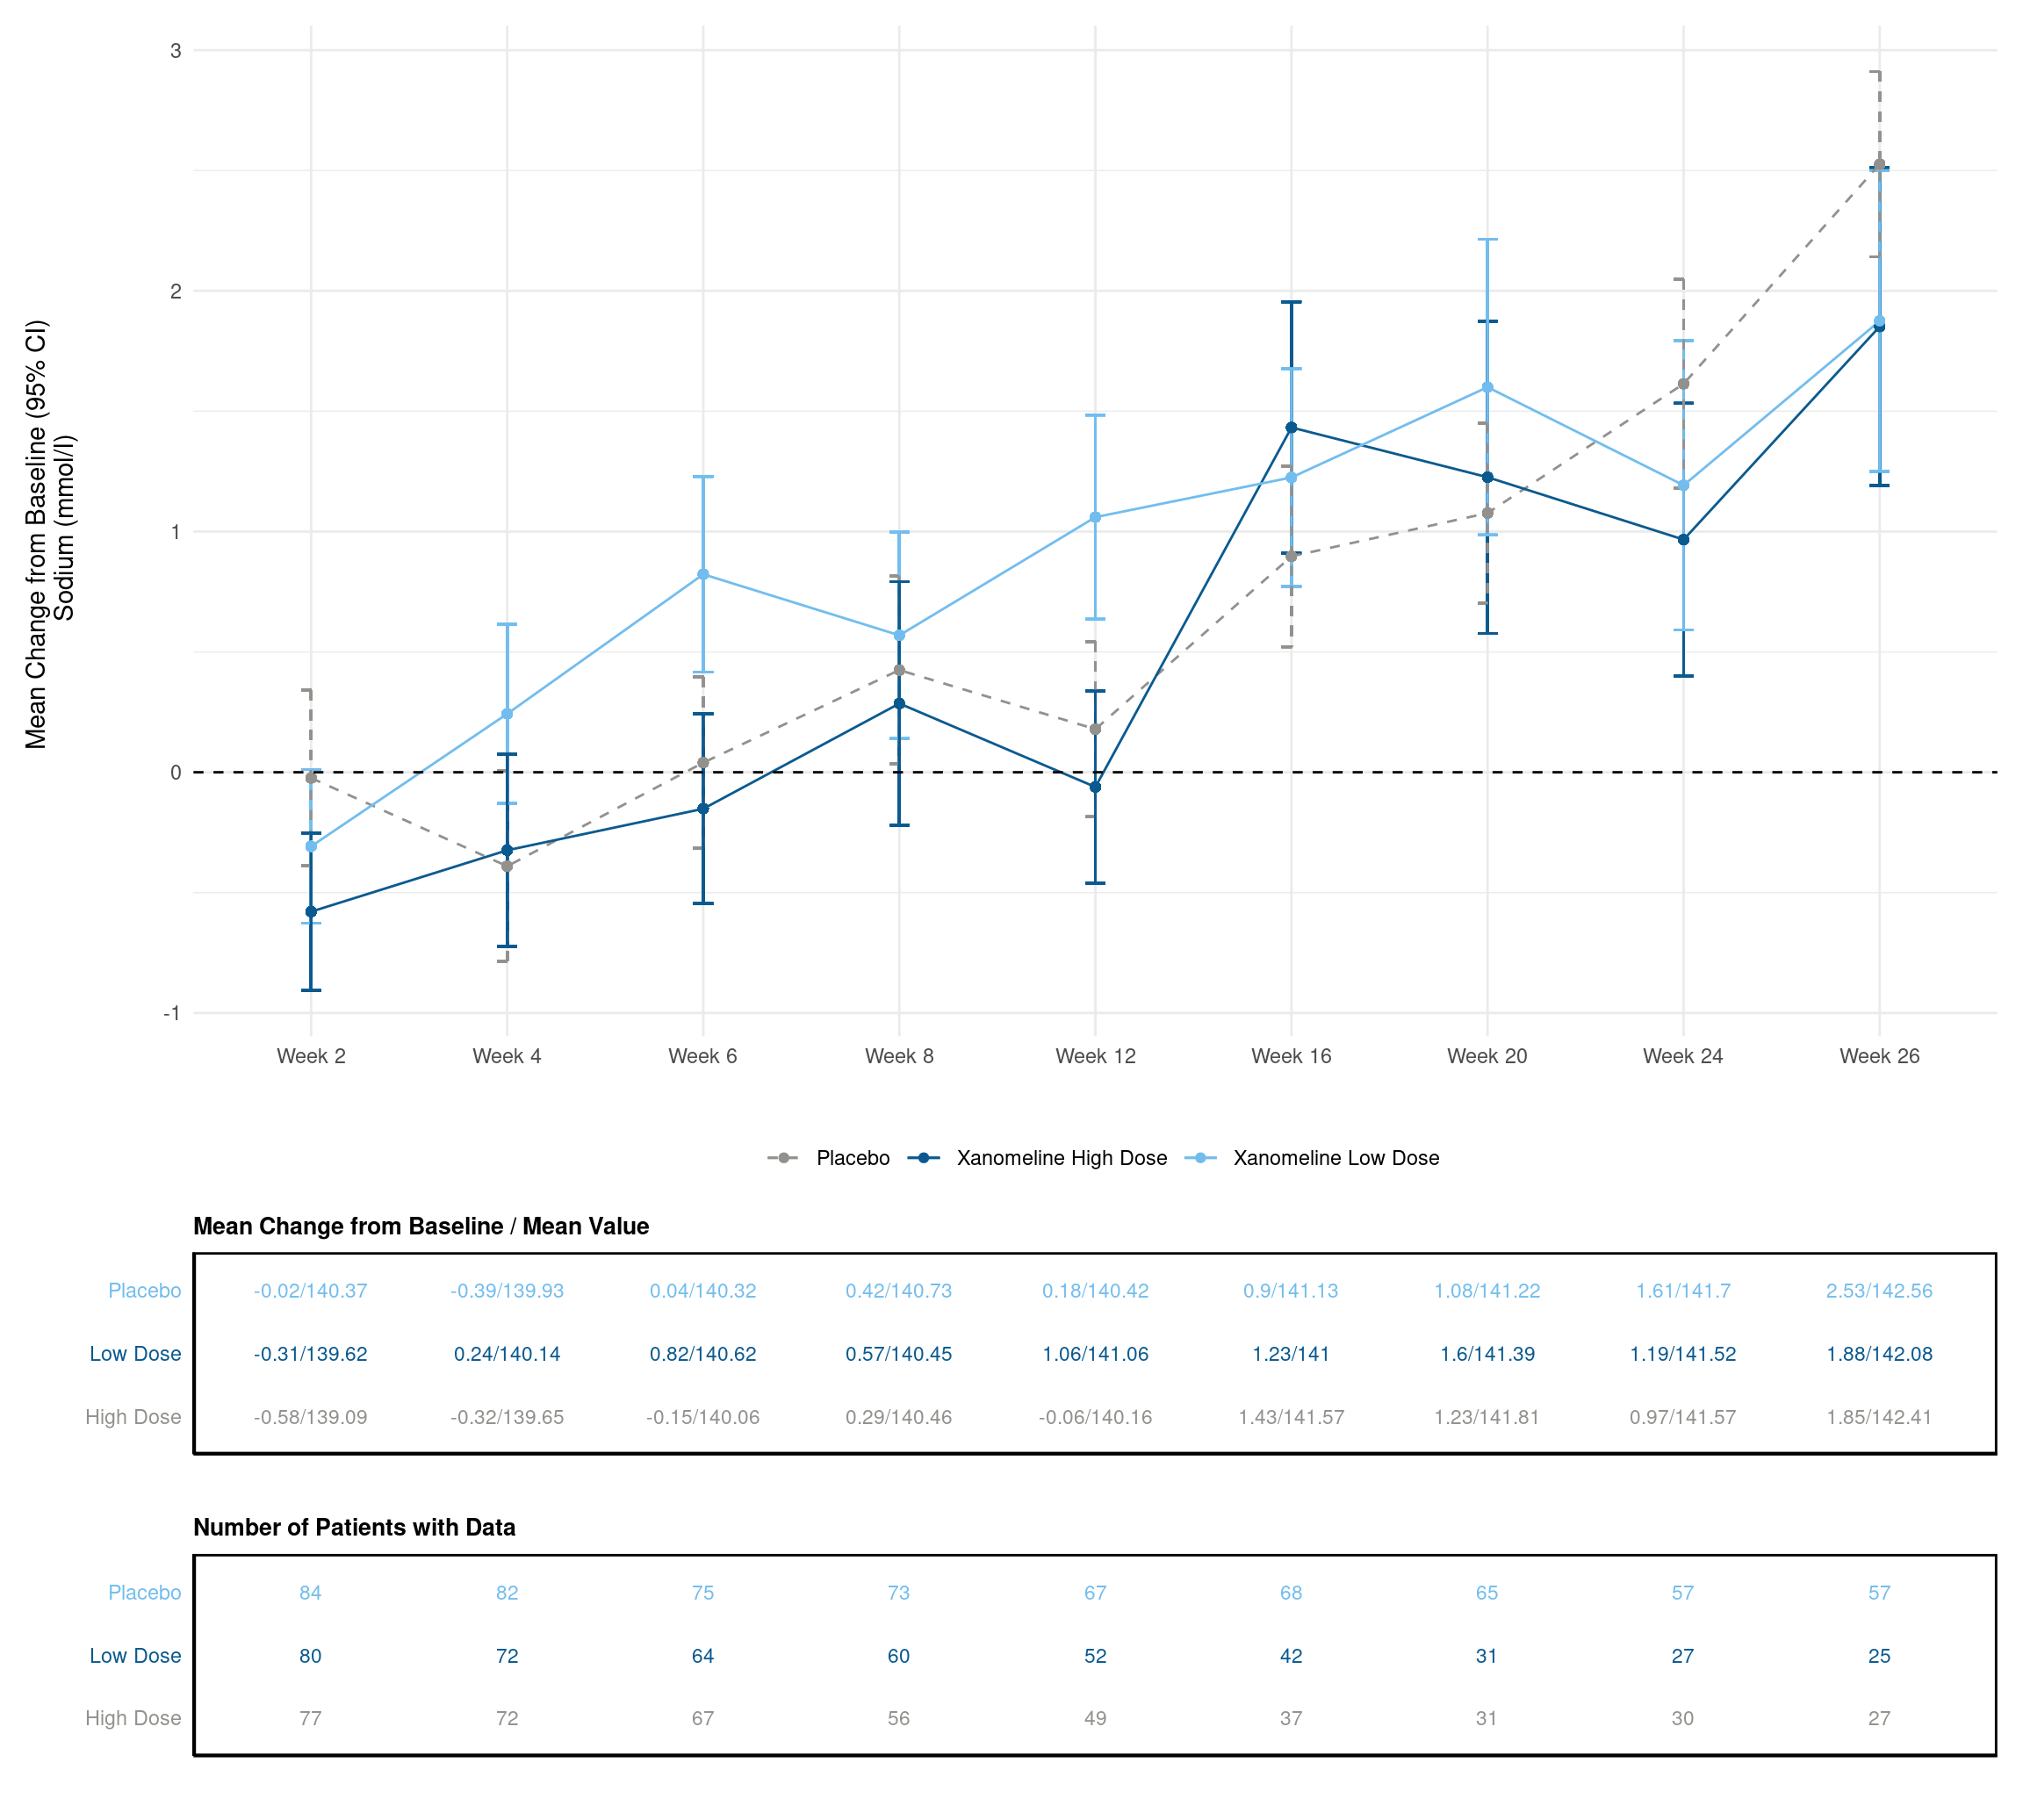 3
2
1
0
-1
Mean Change from Baseline (95% CI)
Sodium (mmol/l)
Week 2 Week 4 Week 6 Week 8 Week 12 Week 16 Week 20 Week 24 Week 26
Placebo Xanomeline High Dose Xanomeline Low Dose
Mean Change from Baseline / Mean Value
Placebo -0.02/140.37 -0.39/139.93 0.04/140.32 0.42/140.73 0.18/140.42 0.9/141.13 1.08/141.22 1.61/141.7 2.53/142.56
Low Dose -0.31/139.62 0.24/140.14 0.82/140.62 0.57/140.45 1.06/141.06 1.23/141 1.6/141.39 1.19/141.52 1.88/142.08
High Dose -0.58/139.09 -0.32/139.65 -0.15/140.06 0.29/140.46 -0.06/140.16 1.43/141.57 1.23/141.81 0.97/141.57 1.85/142.41
Number of Patients with Data
Placebo 84 82 75 73 67 68 65 57 57
Low Dose 80 72 64 60 52 42 31 27 25
High Dose 77 72 67 56 49 37 31 30 27